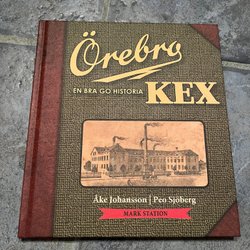 Örebro
EN BRA GO HISTORIA
KEX
Åke Johansson | Peo Sjöberg
MARK STATION